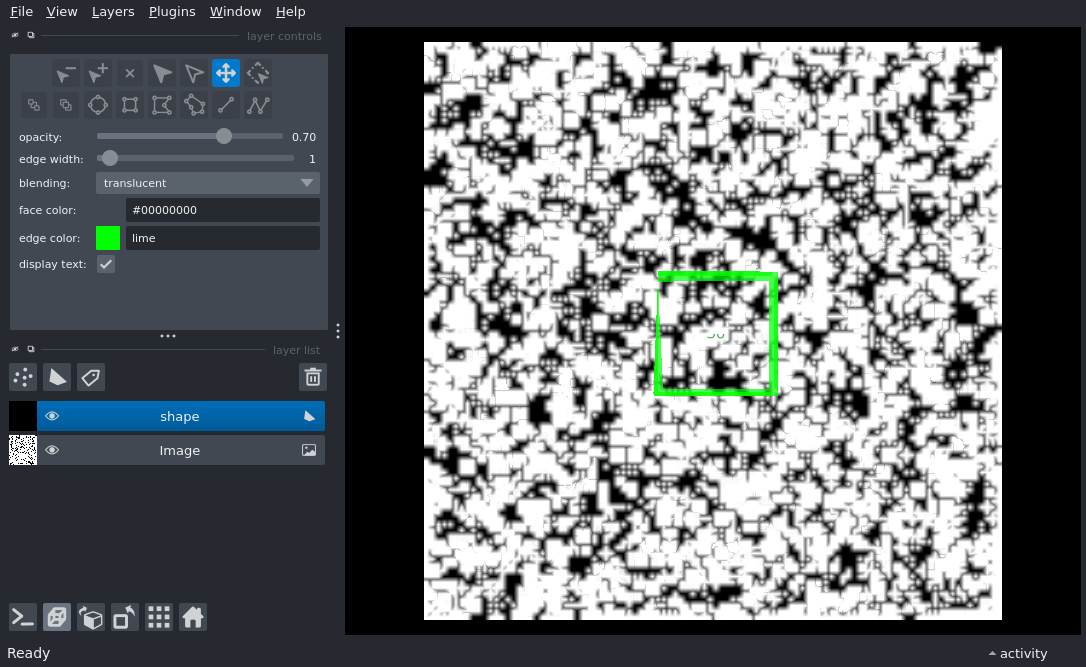 File View Layers Plugins Window Help
layer controls
opacity: 0.70
edge width: 1
blending: translucent
face color: #00000000
edge color: lime
display text:
layer list
shape
Image
Ready
activity